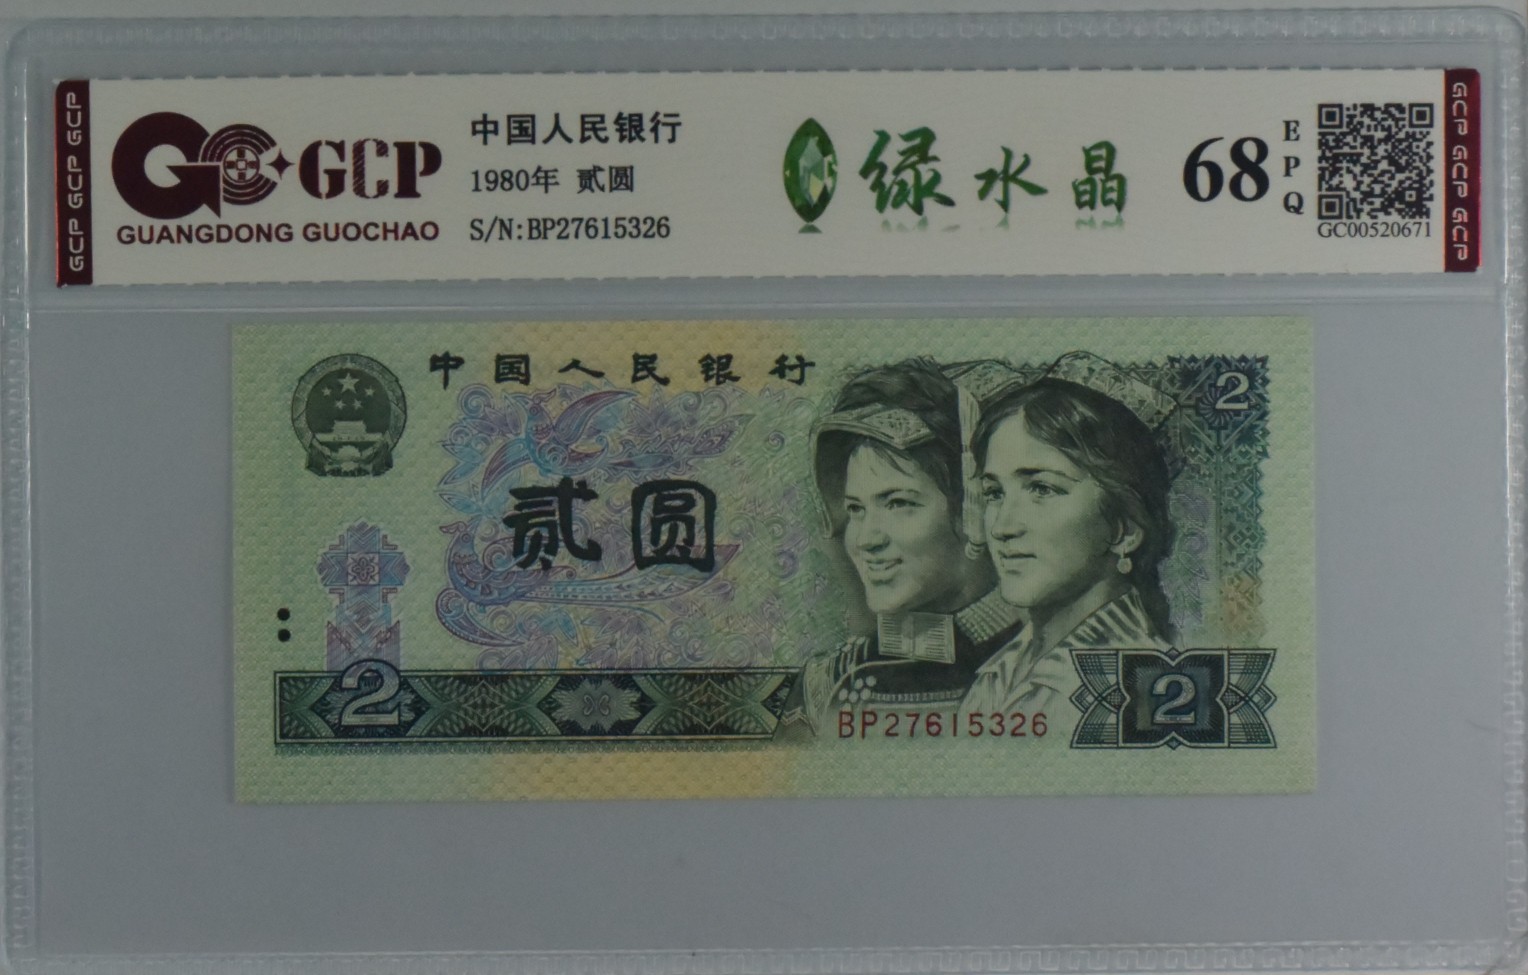 GCP GCP GCP
GCP
GUANGDONG GUOCHAO
中国人民银行
1980年 贰圆
S/N:BP27615326
绿水晶
68
EPQ
GC00520671
GCP GCP GCP
中国人民银行
2
贰圆
2
BP27615326
2